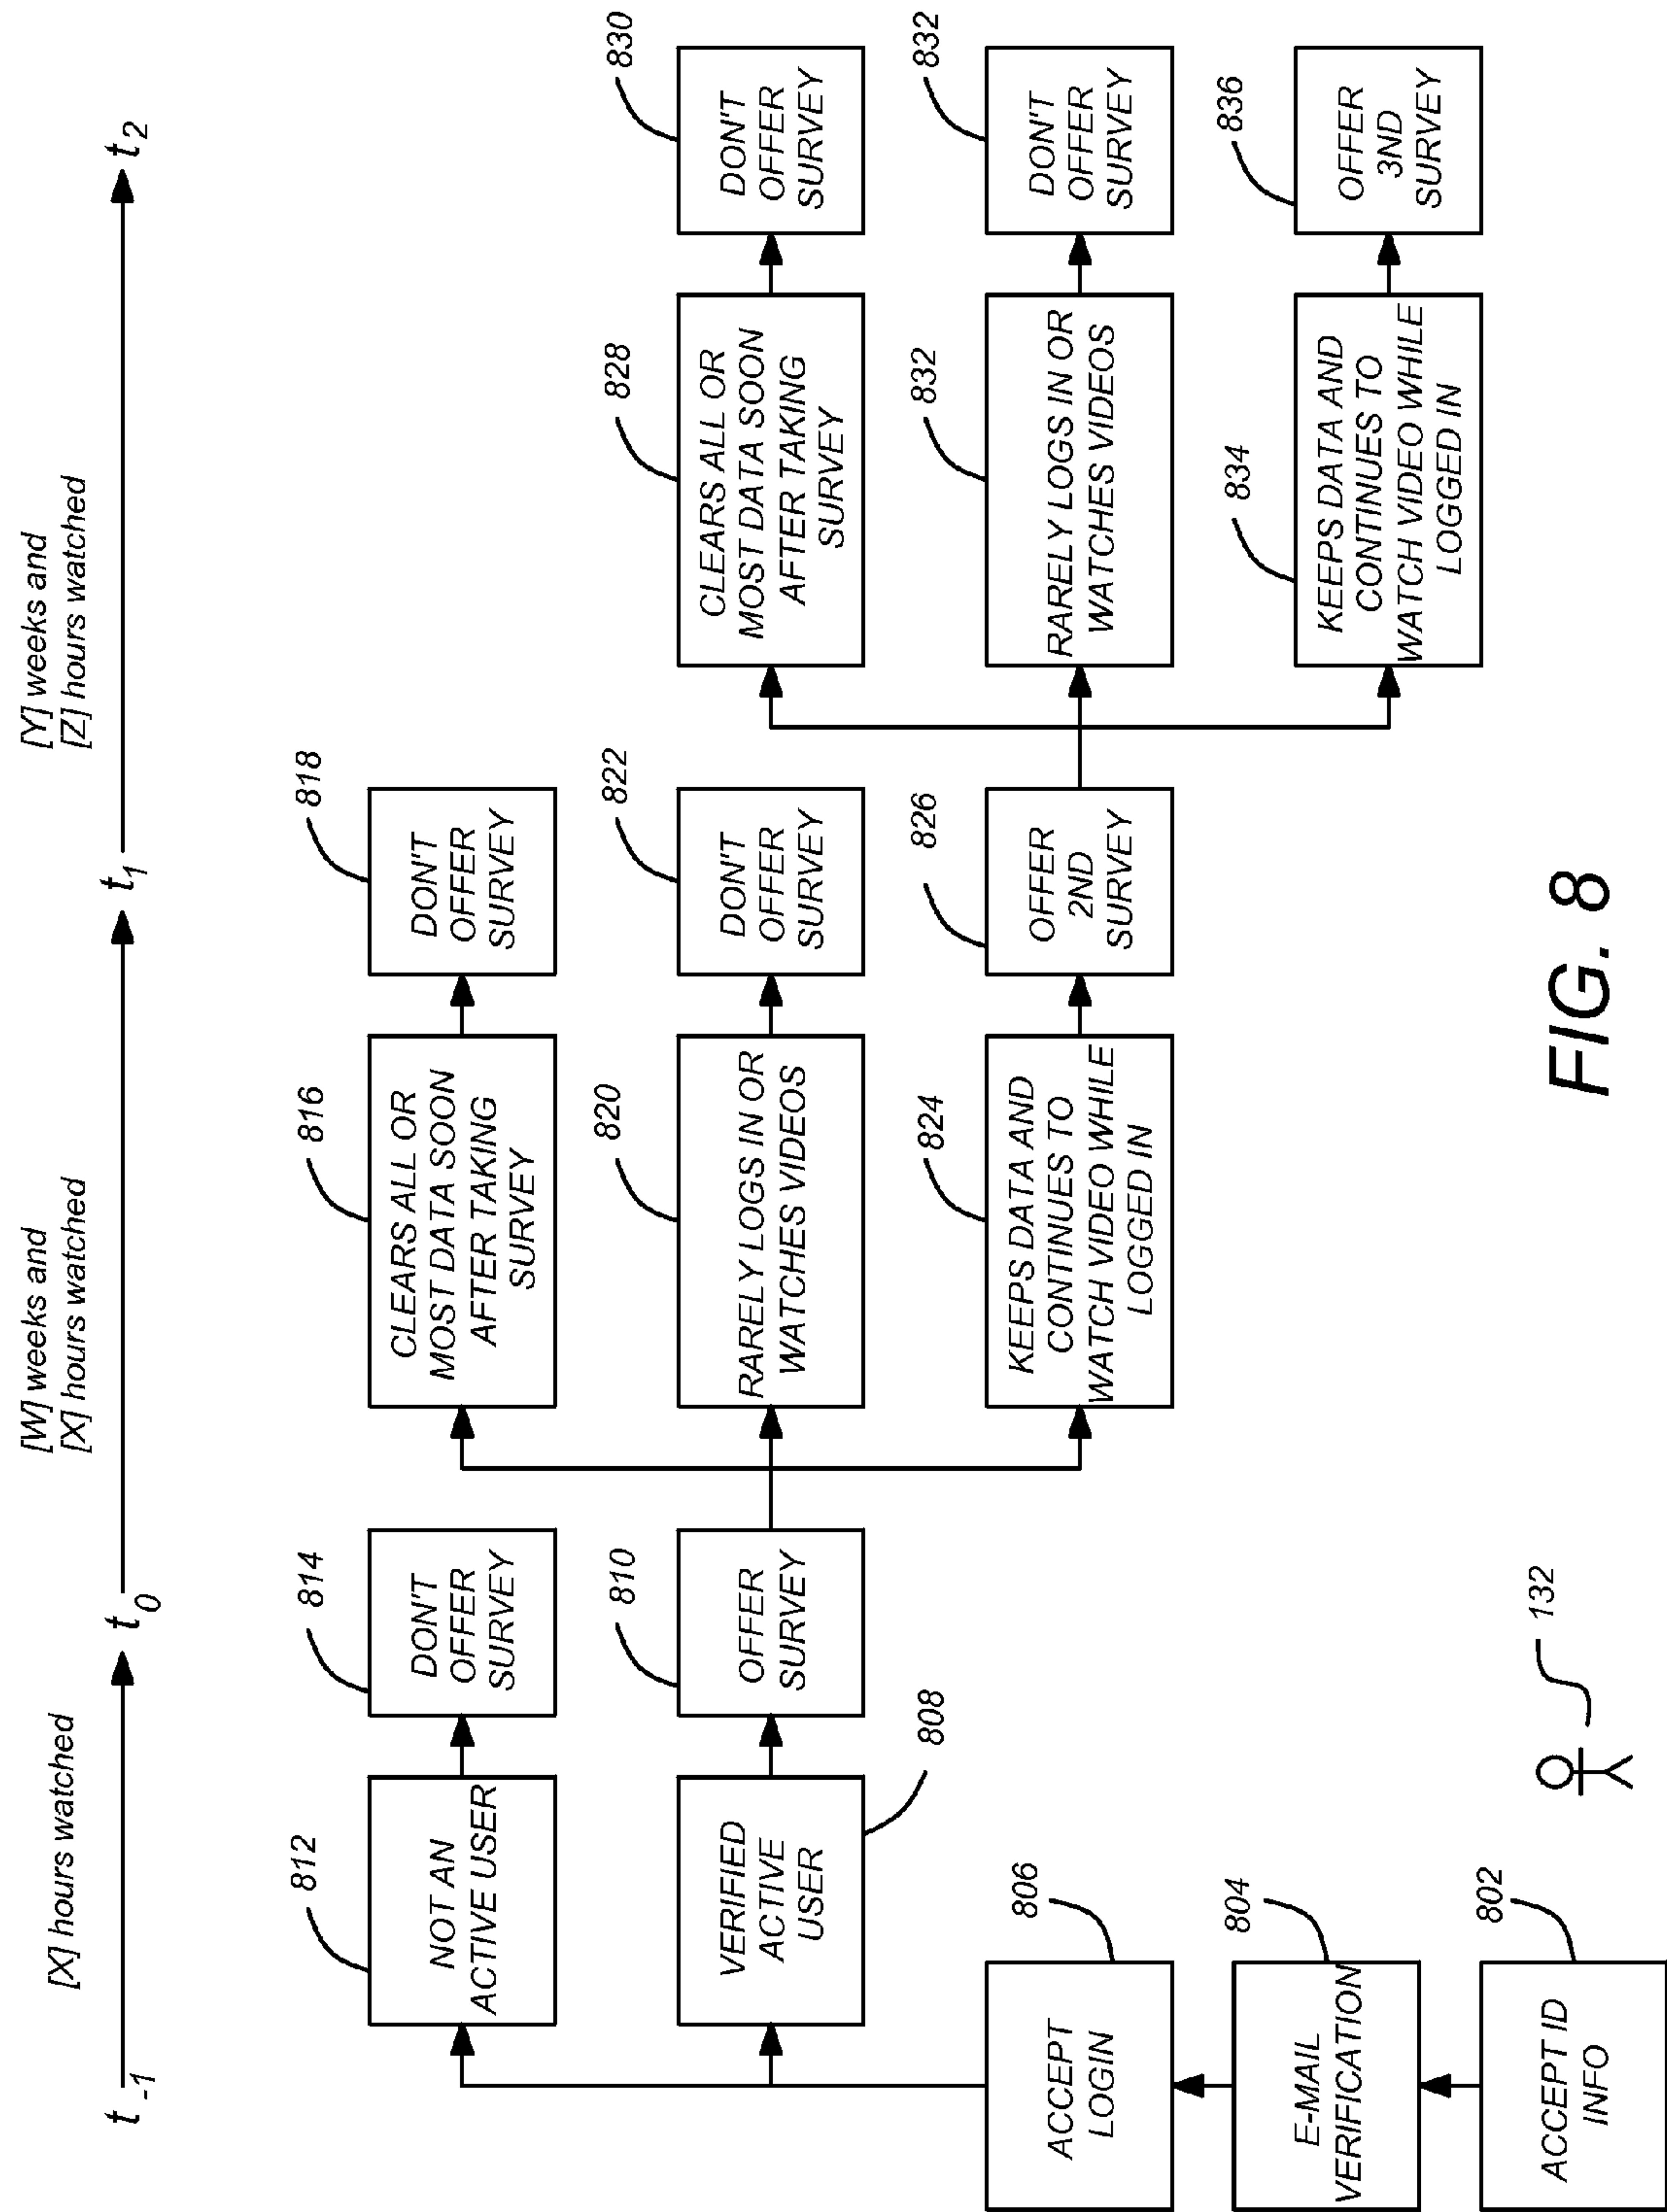 [X] hours watched
[W] weeks and
[X] hours watched
[Y] weeks and
[Z] hours watched
t-1
t0
t1
t2
812
NOT AN
ACTIVE USER
814
DON'T
OFFER
SURVEY
816
CLEARS ALL OR
MOST DATA SOON
AFTER TAKING
SURVEY
818
DON'T
OFFER
SURVEY
808
VERIFIED
ACTIVE
USER
810
OFFER
SURVEY
820
RARELY LOGS IN OR
WATCHES VIDEOS
822
DON'T
OFFER
SURVEY
828
CLEARS ALL OR
MOST DATA SOON
AFTER TAKING
SURVEY
830
DON'T
OFFER
SURVEY
806
ACCEPT
LOGIN
824
KEEPS DATA AND
CONTINUES TO
WATCH VIDEO WHILE
LOGGED IN
826
OFFER
2ND
SURVEY
832
RARELY LOGS IN OR
WATCHES VIDEOS
832
DON'T
OFFER
SURVEY
804
E-MAIL
VERIFICATION
834
KEEPS DATA AND
CONTINUES TO
WATCH VIDEO WHILE
LOGGED IN
836
OFFER
3ND
SURVEY
802
ACCEPT ID
INFO
132
FIG. 8